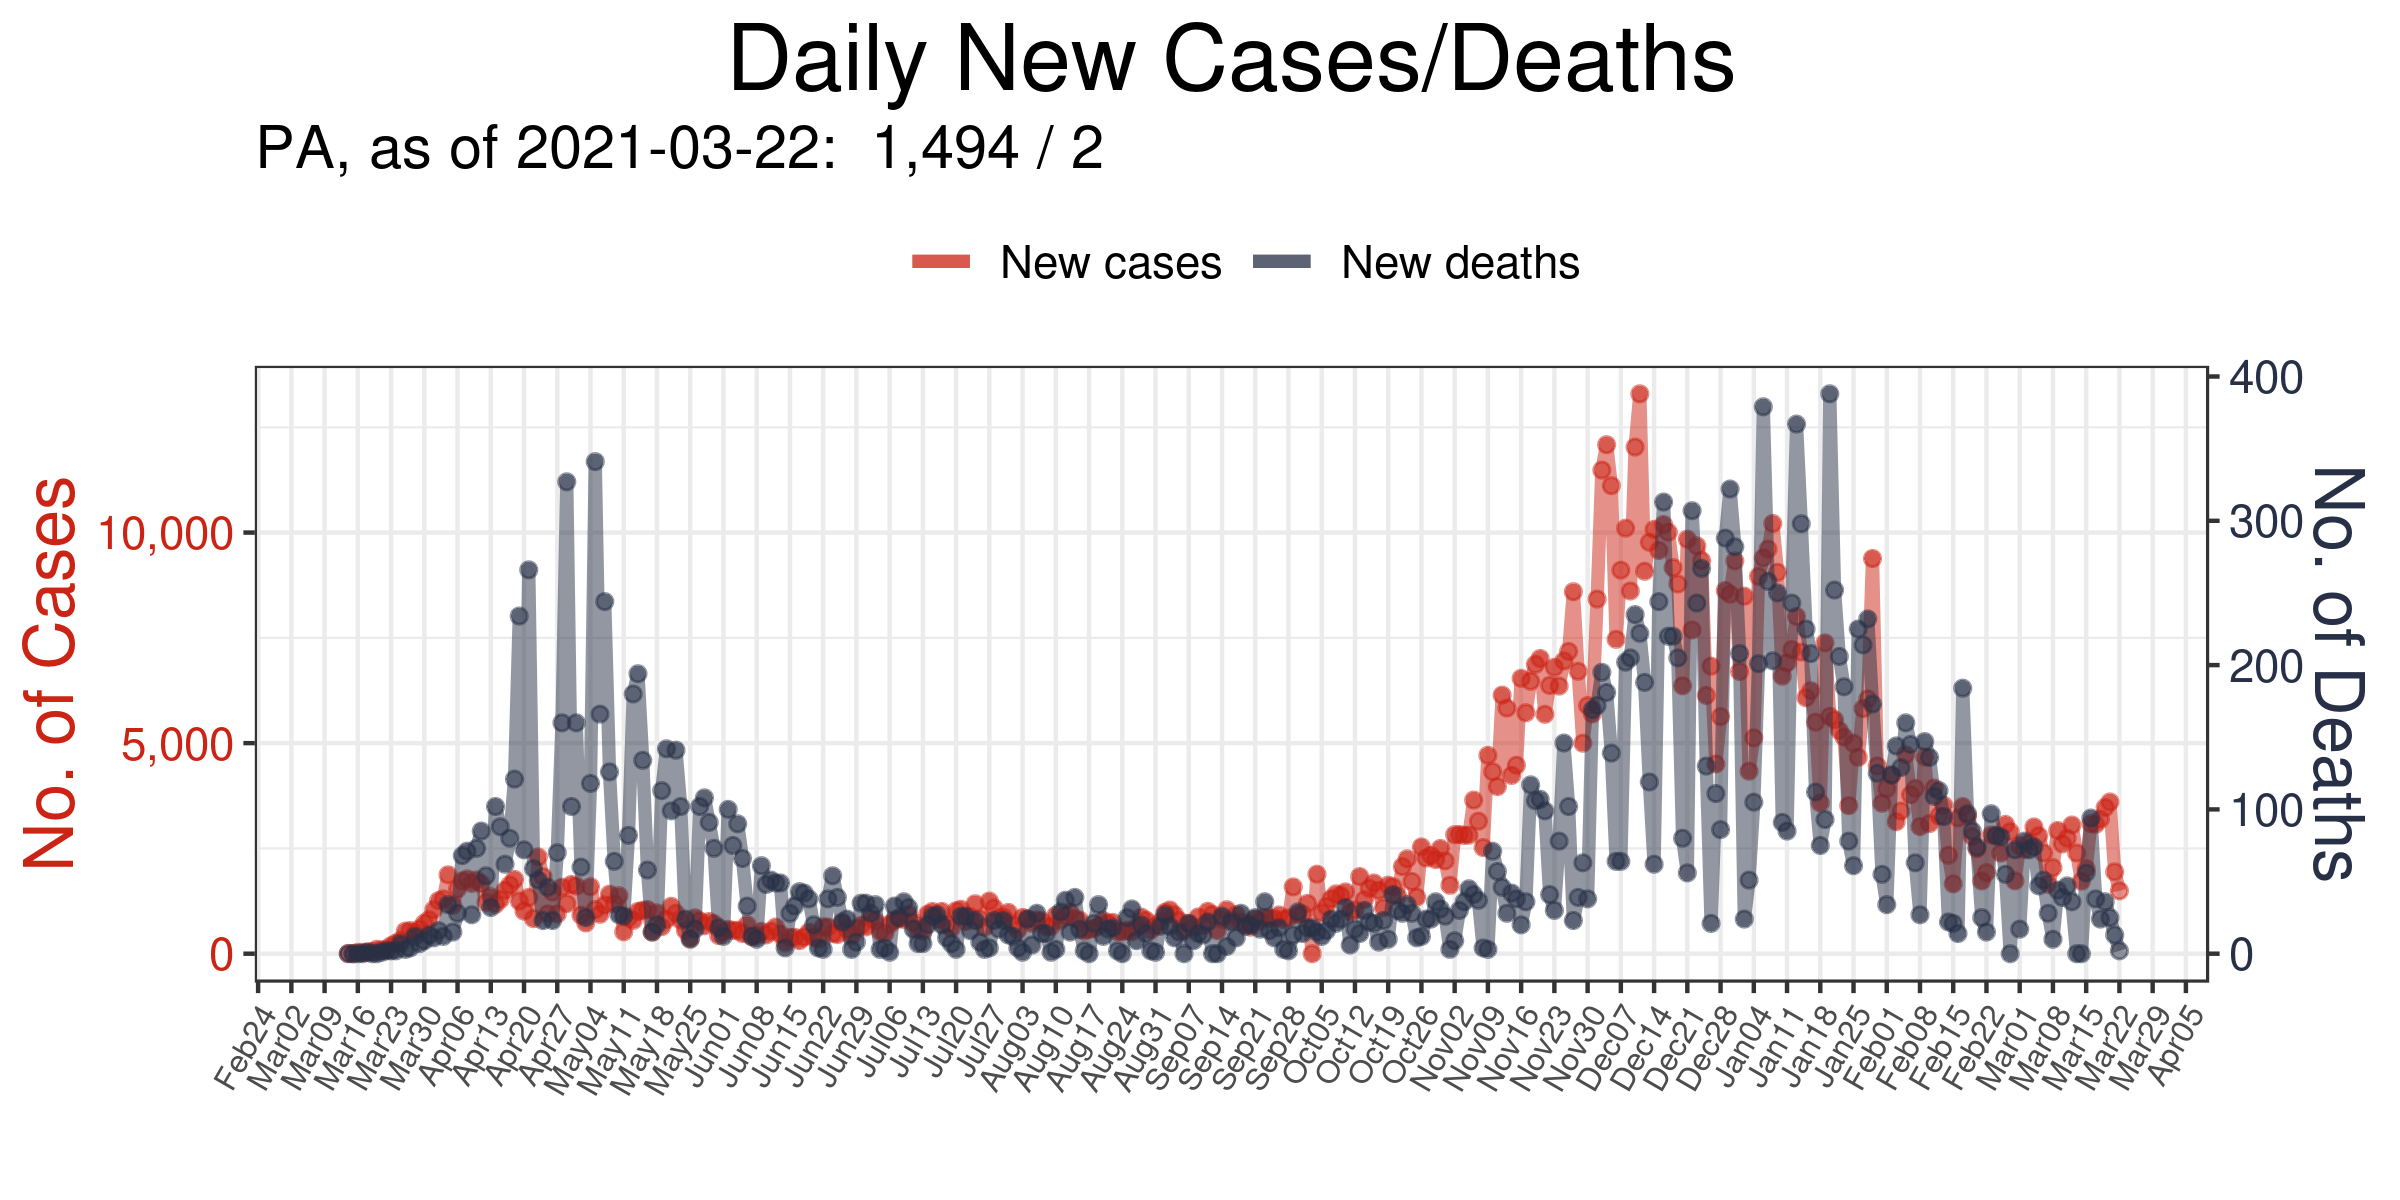 Daily New Cases/Deaths
PA, as of 2021-03-22:  1,494 / 2
New cases
New deaths
No. of Cases
10,000
5,000
0
400
300
200
100
0
No. of Deaths
Feb24
Mar02
Mar09
Mar16
Mar23
Mar30
Apr06
Apr13
Apr20
Apr27
May04
May11
May18
May25
Jun01
Jun08
Jun15
Jun22
Jun29
Jul06
Jul13
Jul20
Jul27
Aug03
Aug10
Aug17
Aug24
Aug31
Sep07
Sep14
Sep21
Sep28
Oct05
Oct12
Oct19
Oct26
Nov02
Nov09
Nov16
Nov23
Nov30
Dec07
Dec14
Dec21
Dec28
Dec04
Jan11
Jan18
Jan25
Feb01
Feb08
Feb15
Feb22
Mar01
Mar08
Mar15
Mar22
Mar29
Apr05